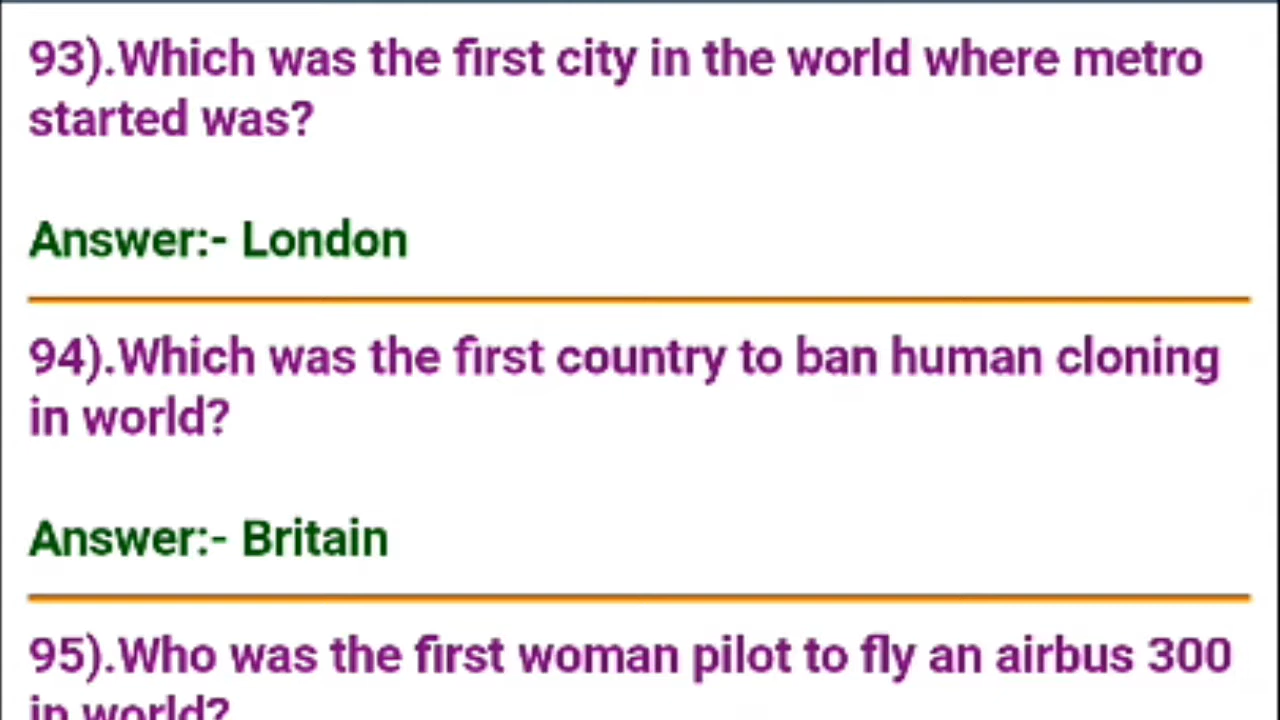 93).Which was the first city in the world where metro
started was?
Answer:- London
94).Which was the first country to ban human cloning
in world?
Answer:- Britain
95).Who was the first woman pilot to fly an airbus 300
in world?